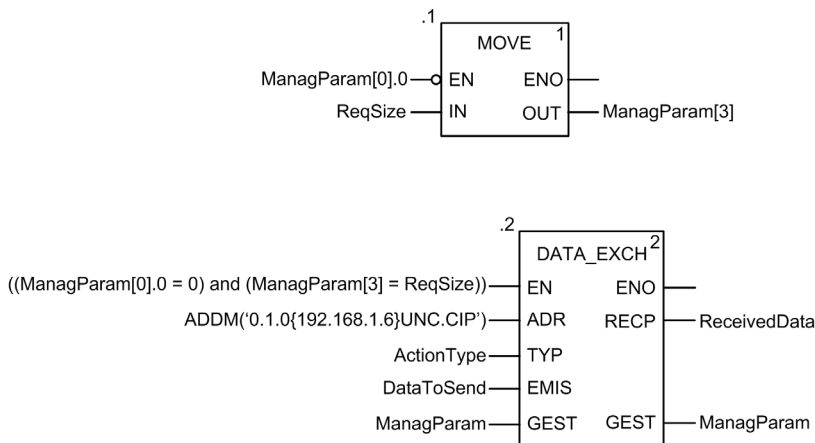 .1
MOVE 1
ManagParam[0].0 EN ENO
ReqSize IN OUT ManagParam[3]
.2
DATA_EXCH 2
((ManagParam[0].0 = 0) and (ManagParam[3] = ReqSize)) EN ENO
ADDM(‘0.1.0{192.168.1.6}UNC.CIP’) ADR RECP ReceivedData
ActionType TYP
DataToSend EMIS
ManagParam GEST GEST ManagParam